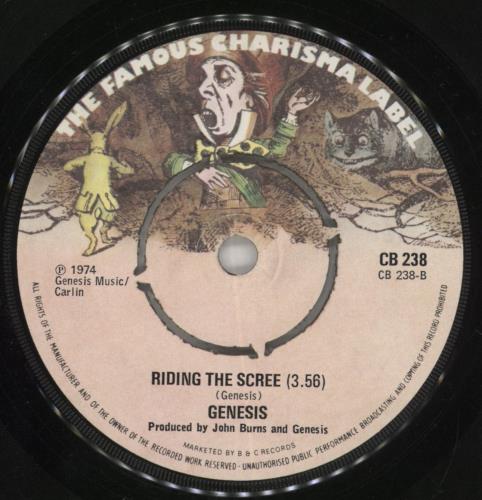 THE FAMOUS CHARISMA LABEL
℗ 1974
Genesis Music/
Carlin
CB 238
CB 238-B
RIDING THE SCREE (3.56)
(Genesis)
GENESIS
Produced by John Burns and Genesis
MARKETED BY B & C RECORDS
ALL RIGHTS OF THE MANUFACTURER AND OF THE OWNER OF THE RECORDED WORK RESERVED - UNAUTHORISED PUBLIC PERFORMANCE BROADCASTING AND COPYING OF THIS RECORD PROHIBITED